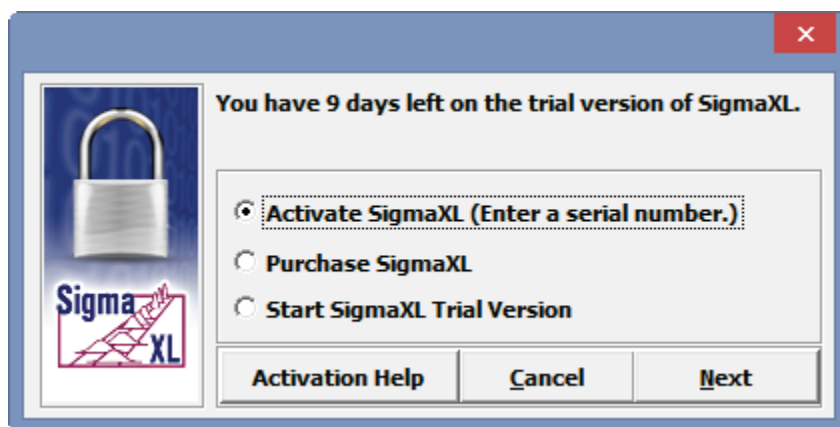 You have 9 days left on the trial version of SigmaXL.
Activate SigmaXL (Enter a serial number.)
Purchase SigmaXL
Start SigmaXL Trial Version
Sigma
XL
Activation Help
Cancel
Next